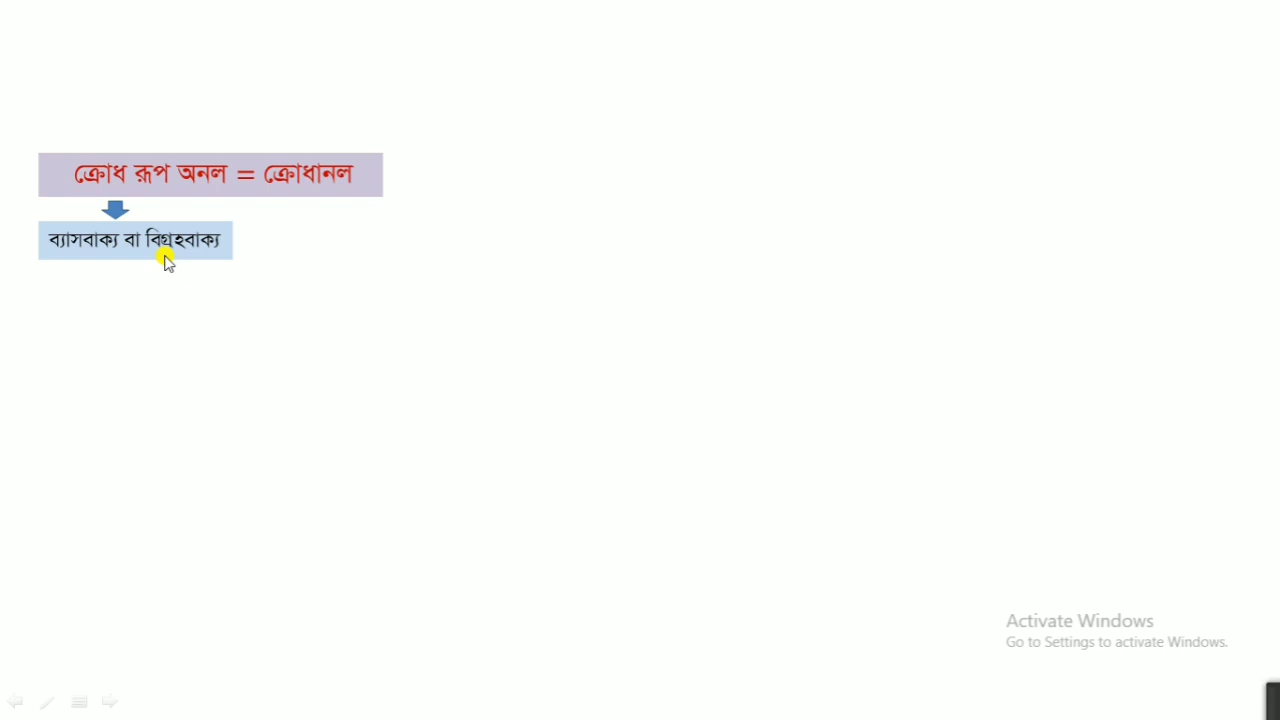 ক্রোধ রূপ অনল = ক্রোধানল
ব্যাসবাক্য বা বিগ্রহবাক্য
Activate Windows
Go to Settings to activate Windows.